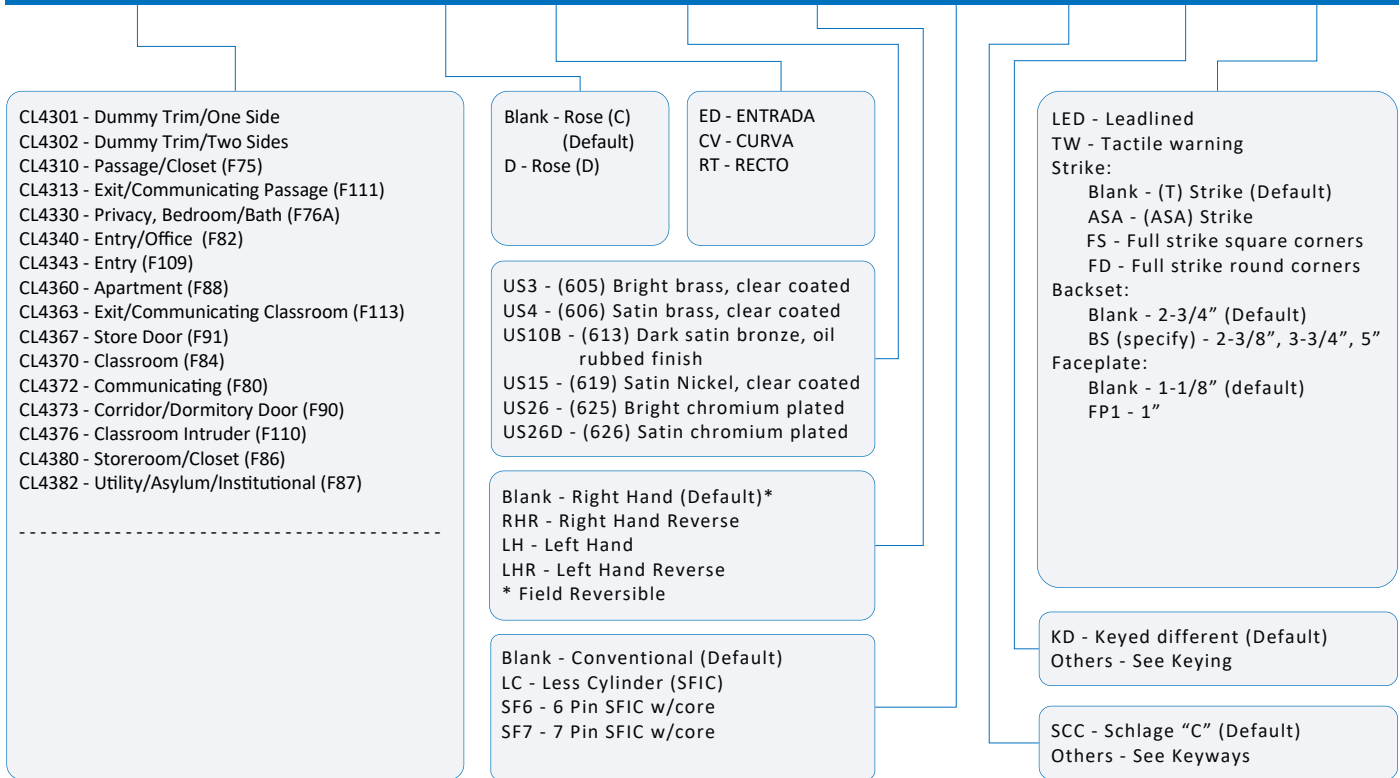 CL4301 - Dummy Trim/One Side
CL4302 - Dummy Trim/Two Sides
CL4310 - Passage/Closet (F75)
CL4313 - Exit/Communicating Passage (F111)
CL4330 - Privacy, Bedroom/Bath (F76A)
CL4340 - Entry/Office (F82)
CL4343 - Entry (F109)
CL4360 - Apartment (F88)
CL4363 - Exit/Communicating Classroom (F113)
CL4367 - Store Door (F91)
CL4370 - Classroom (F84)
CL4372 - Communicating (F80)
CL4373 - Corridor/Dormitory Door (F90)
CL4376 - Classroom Intruder (F110)
CL4380 - Storeroom/Closet (F86)
CL4382 - Utility/Asylum/Institutional (F87)
- - - - - - - - - - - - - - - - - - - - - - - - - - - - - - - - - - - - - - - -
Blank - Rose (C)
(Default)
D - Rose (D)
ED - ENTRADA
CV - CURVA
RT - RECTO
US3 - (605) Bright brass, clear coated
US4 - (606) Satin brass, clear coated
US10B - (613) Dark satin bronze, oil
rubbed finish
US15 - (619) Satin Nickel, clear coated
US26 - (625) Bright chromium plated
US26D - (626) Satin chromium plated
Blank - Right Hand (Default)*
RHR - Right Hand Reverse
LH - Left Hand
LHR - Left Hand Reverse
* Field Reversible
Blank - Conventional (Default)
LC - Less Cylinder (SFIC)
SF6 - 6 Pin SFIC w/core
SF7 - 7 Pin SFIC w/core
LED - Leadlined
TW - Tactile warning
Strike:
Blank - (T) Strike (Default)
ASA - (ASA) Strike
FS - Full strike square corners
FD - Full strike round corners
Backset:
Blank - 2-3/4” (Default)
BS (specify) - 2-3/8”, 3-3/4”, 5”
Faceplate:
Blank - 1-1/8” (default)
FP1 - 1”
KD - Keyed different (Default)
Others - See Keying
SCC - Schlage “C” (Default)
Others - See Keyways